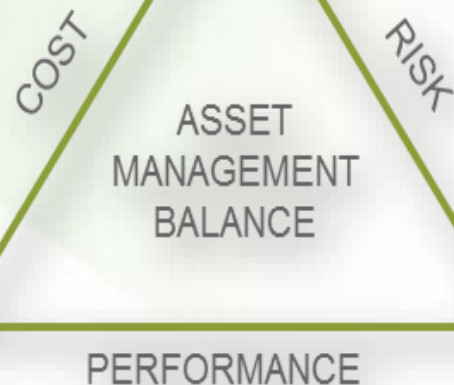 COST
RISK
ASSET
MANAGEMENT
BALANCE
PERFORMANCE